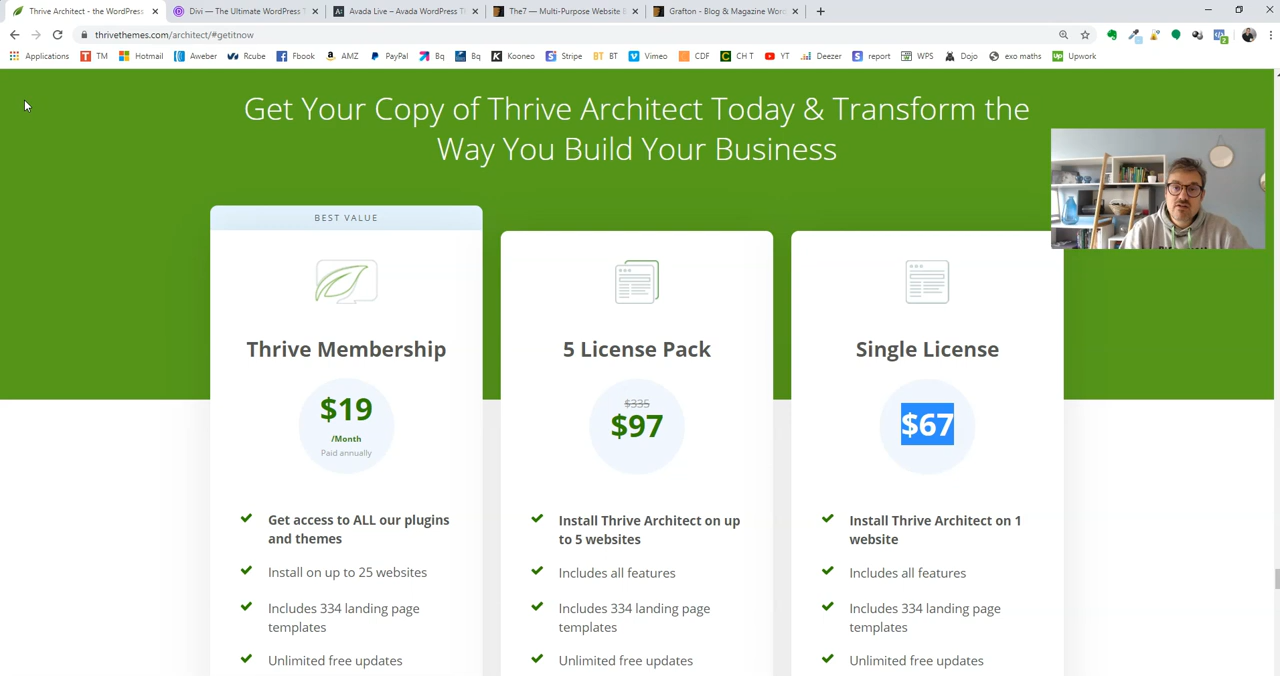 Thrive Architect - the WordPress
Divi — The Ultimate WordPress T
Avada Live – Avada WordPress Th
The7 — Multi-Purpose Website B
Grafton - Blog & Magazine Word
thrivethemes.com/architect/#getitnow
Applications
TM
Hotmail
Aweber
Rcube
Fbook
AMZ
PayPal
Bq
Bq
Kooneo
Stripe
BT
Vimeo
CDF
CH T
YT
Deezer
report
WPS
Dojo
exo maths
Upwork
Get Your Copy of Thrive Architect Today & Transform the
Way You Build Your Business
BEST VALUE
Thrive Membership
$19
/Month
Paid annually
Get access to ALL our plugins
and themes
Install on up to 25 websites
Includes 334 landing page
templates
Unlimited free updates
5 License Pack
$335
$97
Install Thrive Architect on up
to 5 websites
Includes all features
Includes 334 landing page
templates
Unlimited free updates
Single License
$67
Install Thrive Architect on 1
website
Includes all features
Includes 334 landing page
templates
Unlimited free updates